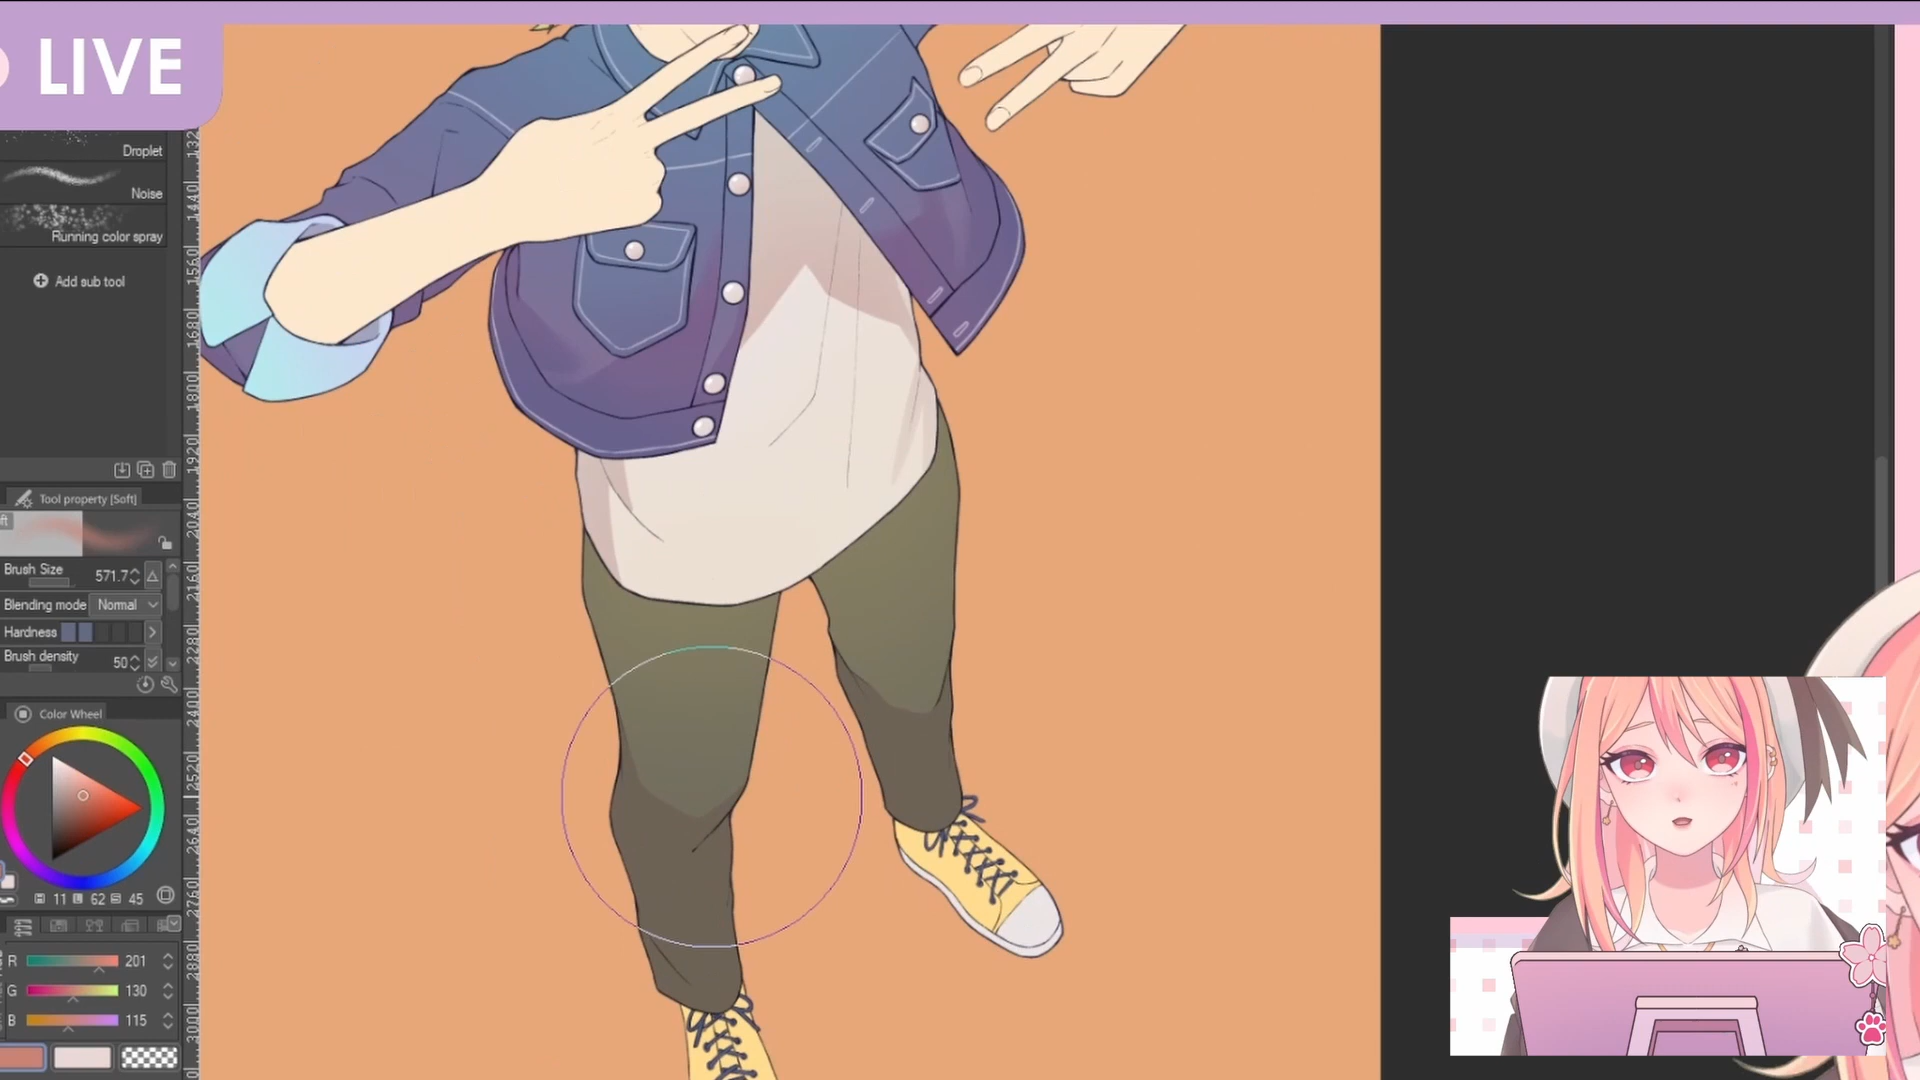 LIVE
Droplet
Noise
Running color spray
Add sub tool
Tool property [Soft]
Brush Size 571.7
Blending mode Normal
Hardness
Brush density 50
Color Wheel
11 62 45
R 201
G 130
B 115
1440
1560
1680
1800
1920
2040
2160
2280
2400
2520
2640
2760
2880
3000